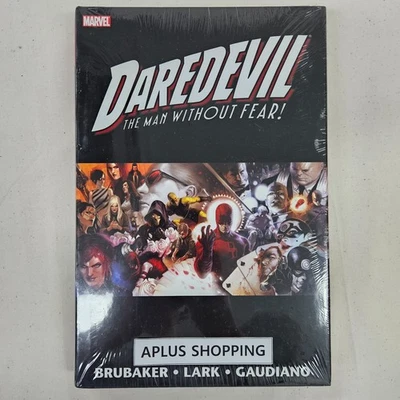 MARVEL
DAREDEVIL
THE MAN WITHOUT FEAR!
APLUS SHOPPING
BRUBAKER • LARK • GAUDIANO